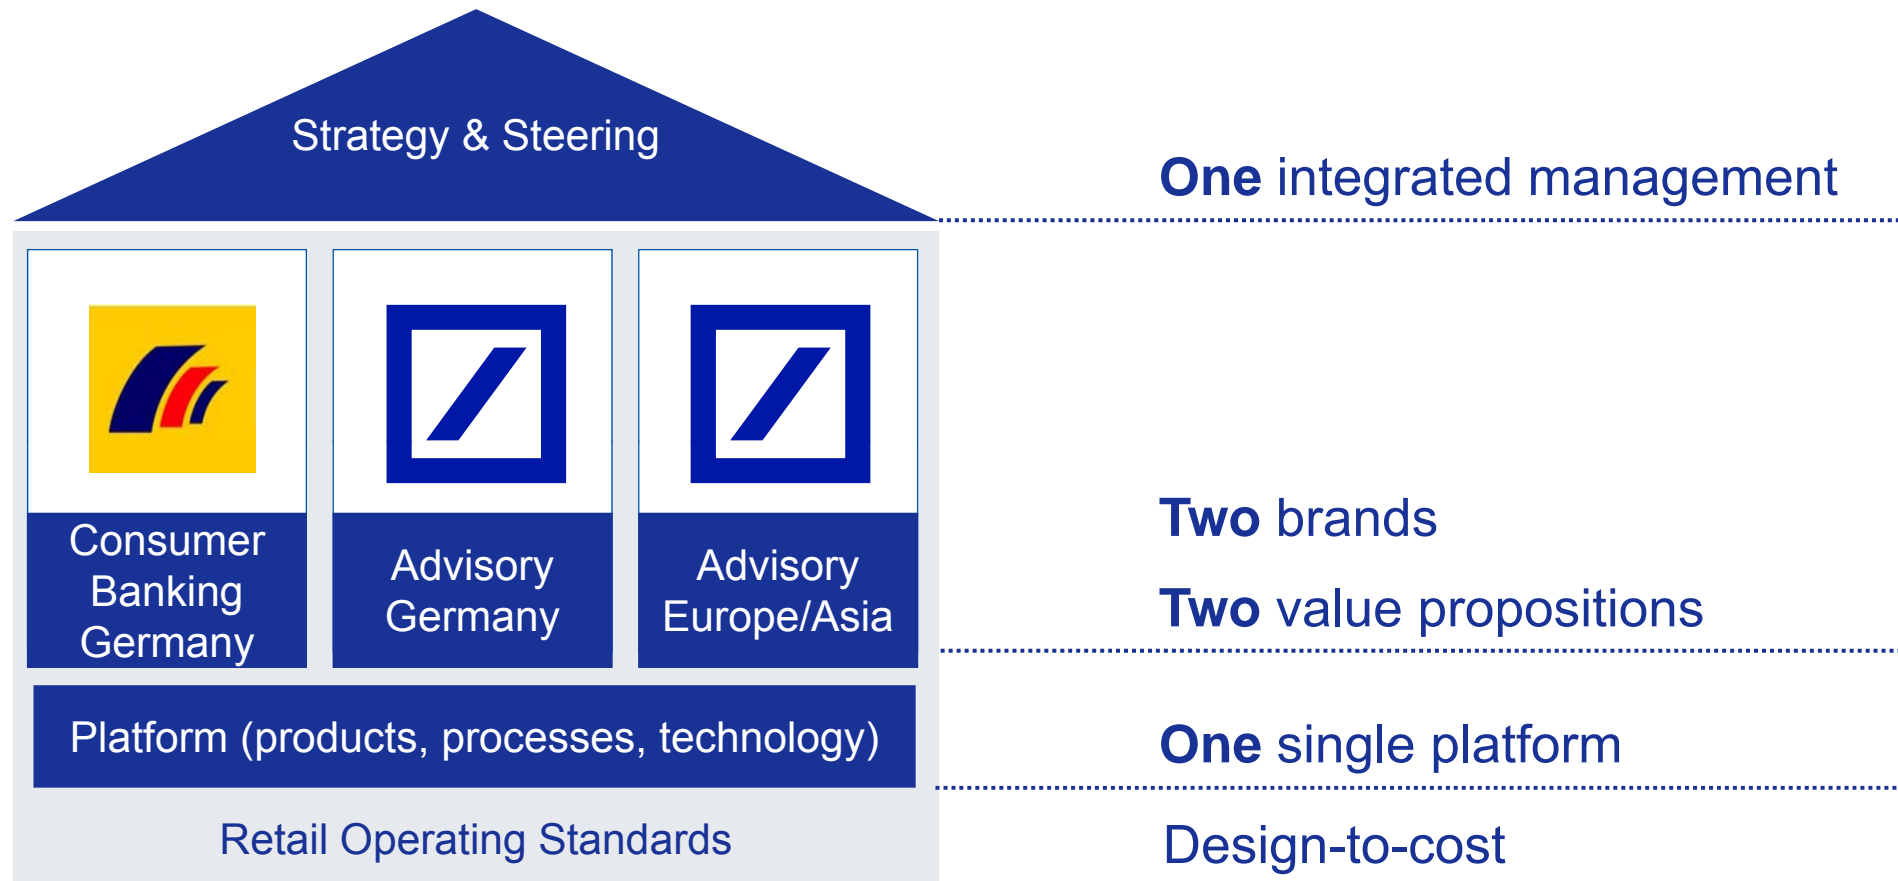 Strategy & Steering
One integrated management
Consumer
Banking
Germany
Advisory
Germany
Advisory
Europe/Asia
Two brands
Two value propositions
Platform (products, processes, technology)
One single platform
Retail Operating Standards
Design-to-cost